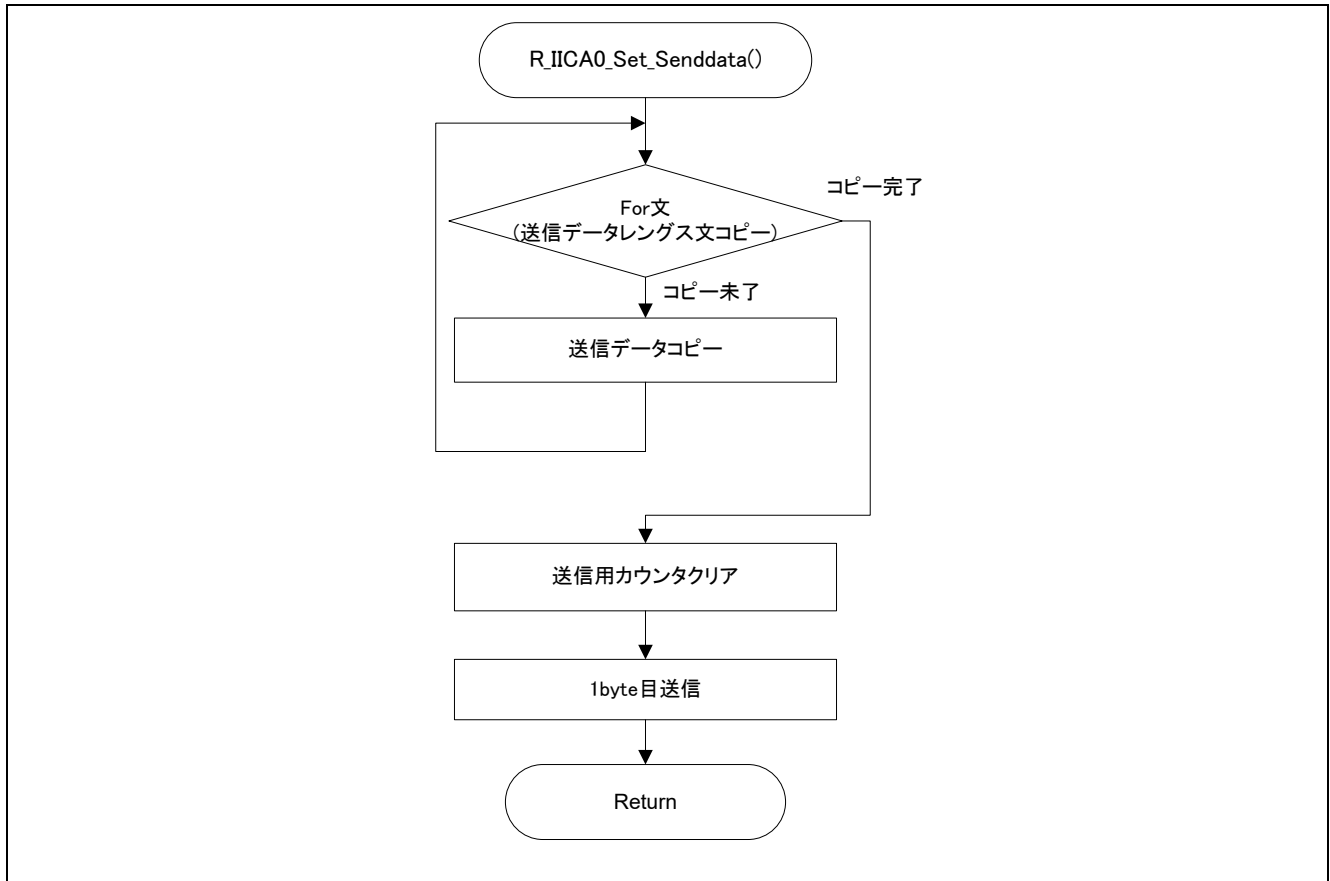 R_IICA0_Set_Senddata()
コピー完了
For文
(送信データレングス文コピー)
コピー未了
送信データコピー
送信用カウンタクリア
1byte目送信
Return